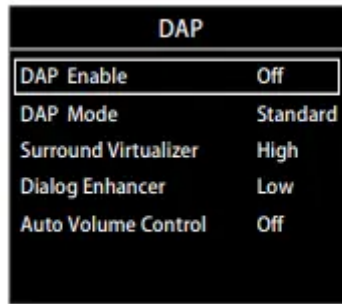 DAP
DAP Enable Off
DAP Mode Standard
Surround Virtualizer High
Dialog Enhancer Low
Auto Volume Control Off